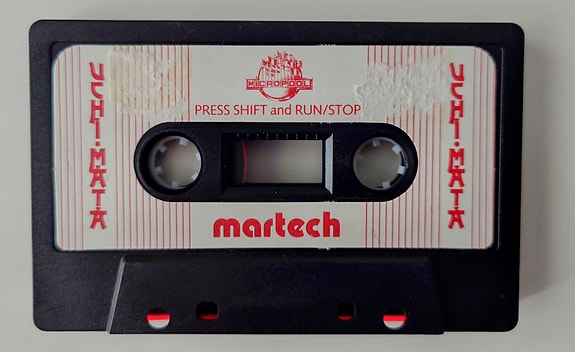 UCHI·MATA
MICROPOOL
PRESS SHIFT and RUN/STOP
UCHI·MATA
martech